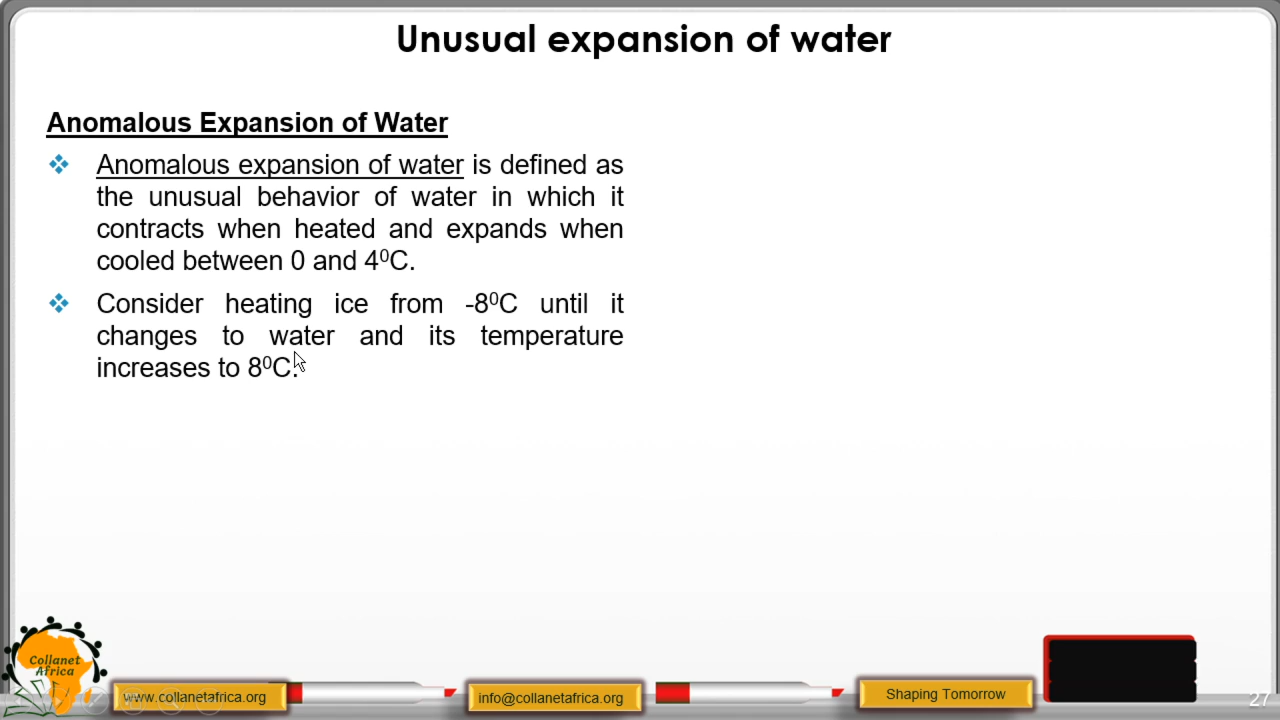 Unusual expansion of water
Anomalous Expansion of Water
❖ Anomalous expansion of water is defined as
the unusual behavior of water in which it
contracts when heated and expands when
cooled between 0 and 4⁰C.
❖ Consider heating ice from -8⁰C until it
changes to water and its temperature
increases to 8⁰C.
Collanet
Africa
www.collanetafrica.org
info@collanetafrica.org
Shaping Tomorrow
27